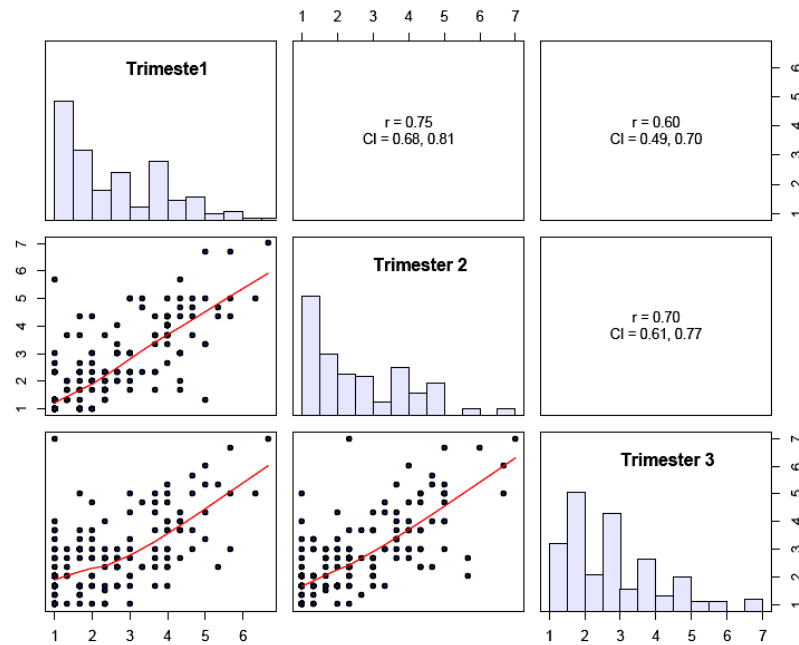 1 2 3 4 5 6 7
Trimeste1
r = 0.75
CI = 0.68, 0.81
r = 0.60
CI = 0.49, 0.70
6
5
4
3
2
1
7
6
5
4
3
2
1
Trimester 2
r = 0.70
CI = 0.61, 0.77
Trimester 3
7
6
5
4
3
2
1
1 2 3 4 5 6
1 2 3 4 5 6 7